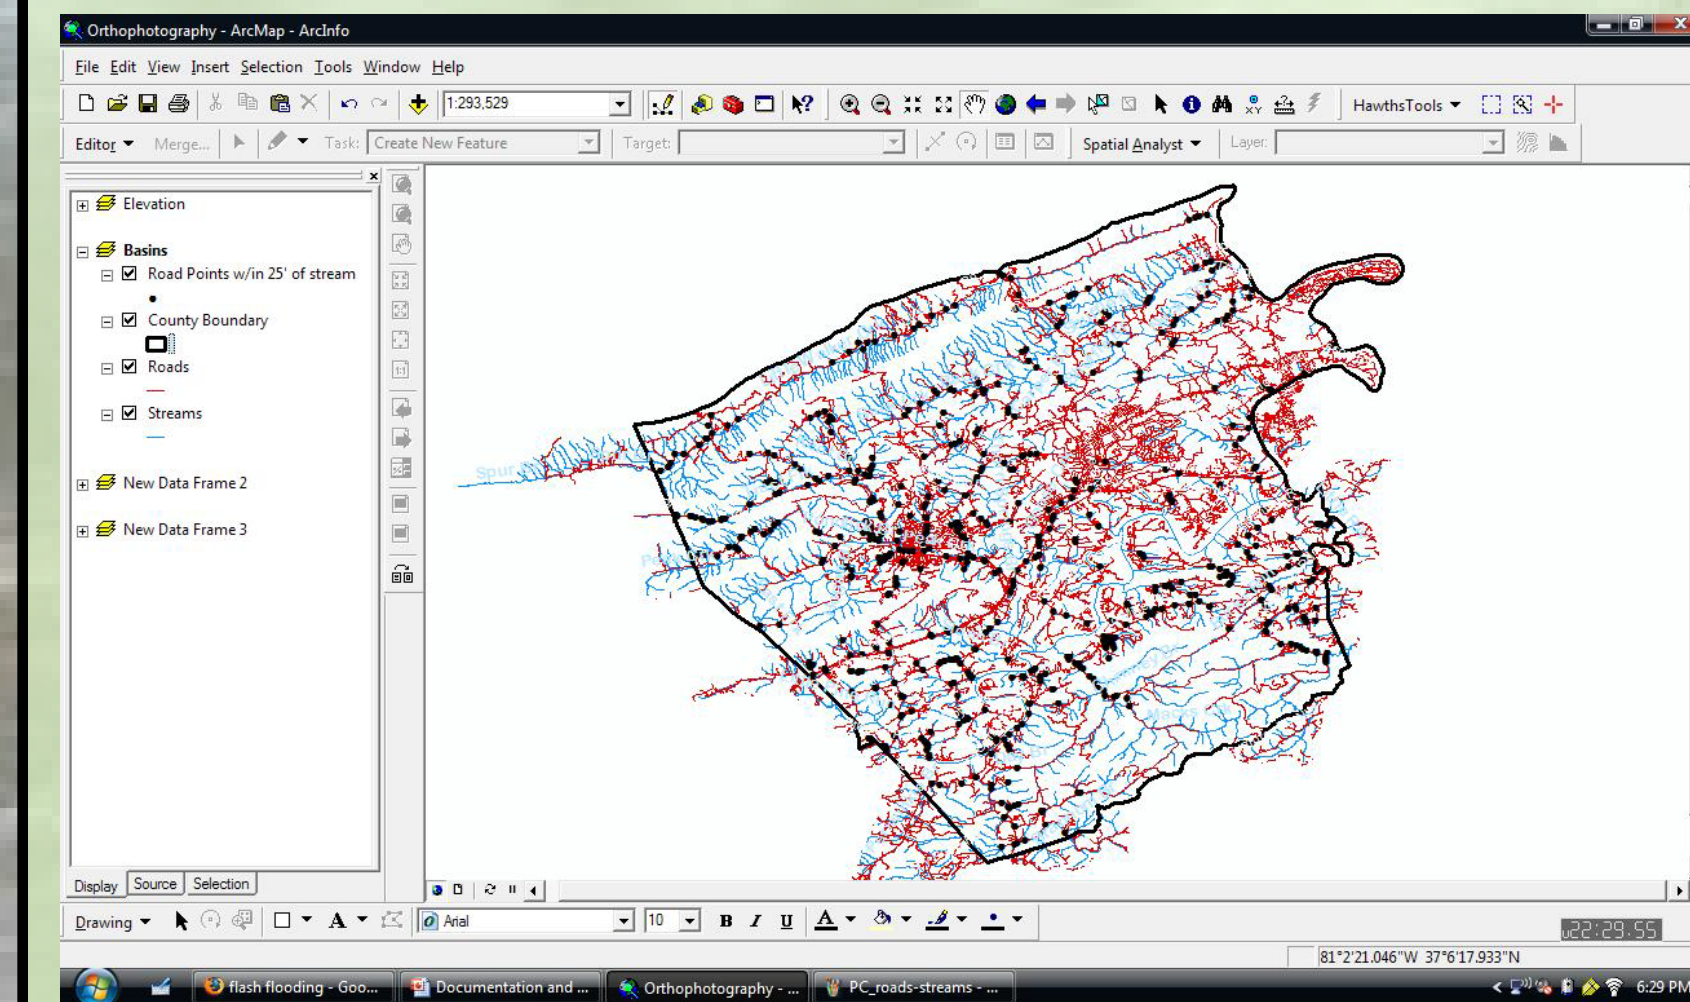 Orthophotography - ArcMap - ArcInfo
File Edit View Insert Selection Tools Window Help
1:293,529
HawthsTools
Editor Merge... Task: Create New Feature Target: Spatial Analyst Layer:
Elevation
Basins
Road Points w/in 25' of stream
County Boundary
Roads
Streams
New Data Frame 2
New Data Frame 3
Spur
Macks
Display Source Selection
Drawing A Arial 10 B I U A
u22:29.55
81°2'21.046"W 37°6'17.933"N
flash flooding - Goo... Documentation and ... Orthophotography - ... PC_roads-streams - ... 6:29 PM